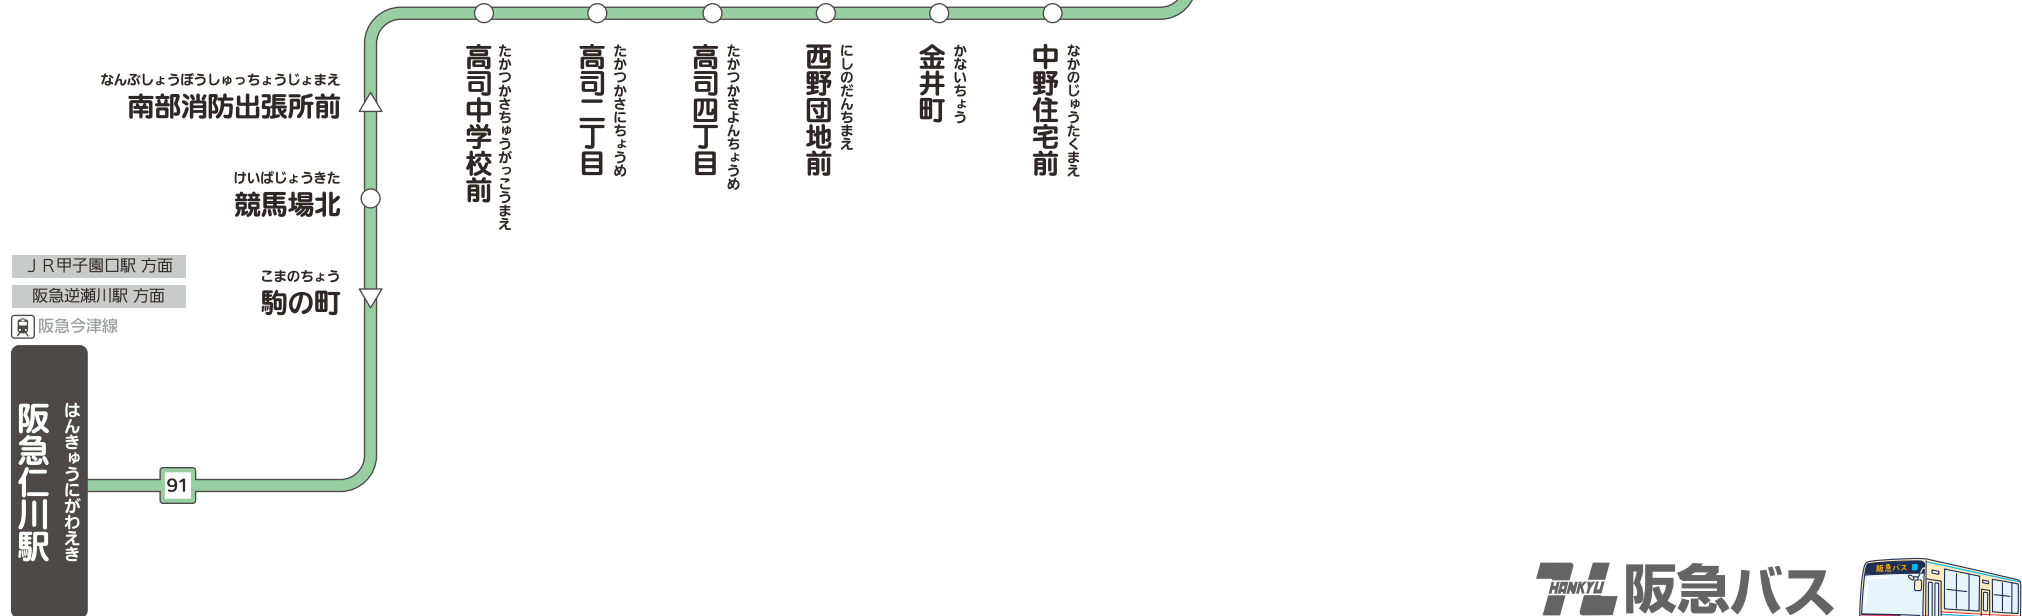 たかつかさちゅうがっこうまえ
高司中学校前
たかつかさにちょうめ
高司二丁目
たかつかさよんちょうめ
高司四丁目
にしのだんちまえ
西野団地前
かないちょう
金井町
なかのじゅうたくまえ
中野住宅前
なんぶしょうぼうしゅっちょうじょまえ
南部消防出張所前
けいばじょうきた
競馬場北
こまのちょう
駒の町
ＪＲ甲子園口駅 方面
阪急逆瀬川駅 方面
阪急今津線
はんきゅうにがわえき
阪急仁川駅
91
HANKYU 阪急バス
阪急バス